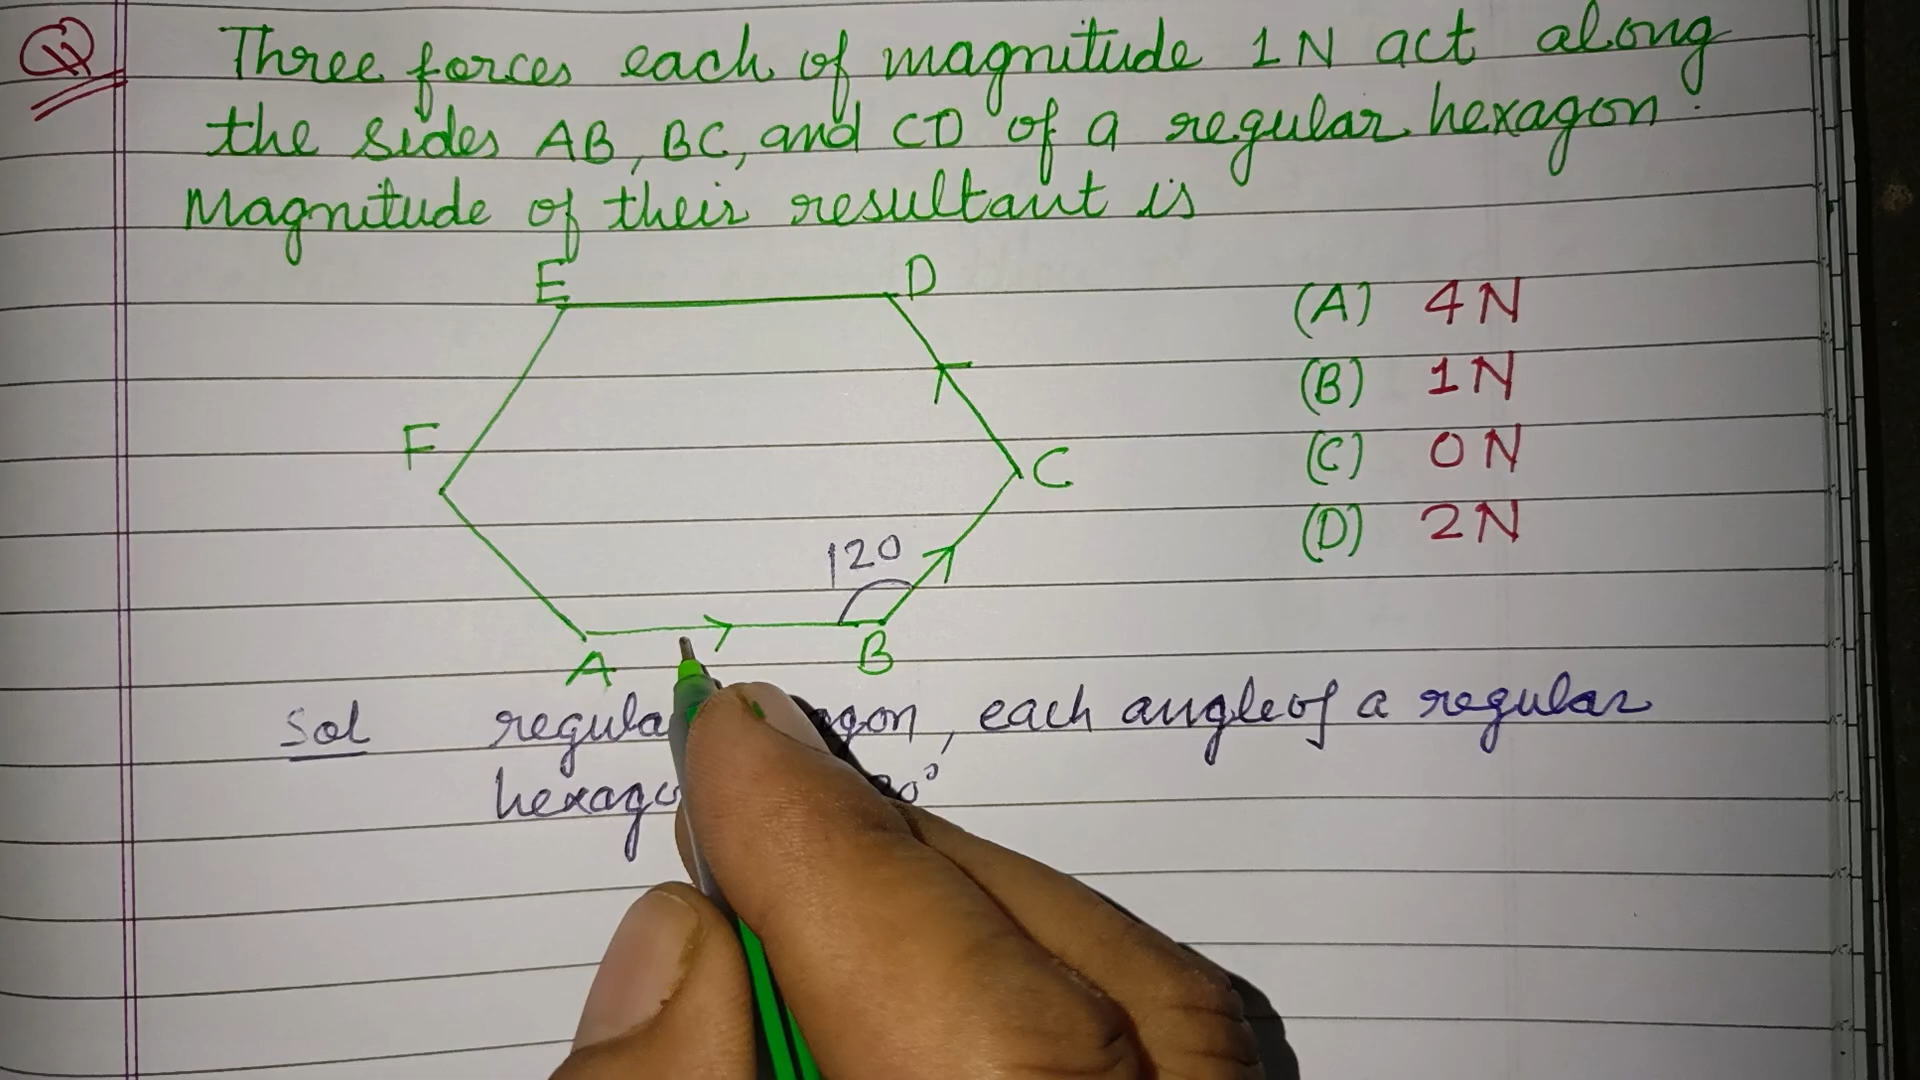 Q
Three forces each of magnitude 1N act along
the sides AB, BC, and CD of a regular hexagon.
Magnitude of their resultant is
E
D
(A) 4N
(B) 1N
F
C
(C) 0N
(D) 2N
120
A
B
Sol , each angle of a regular